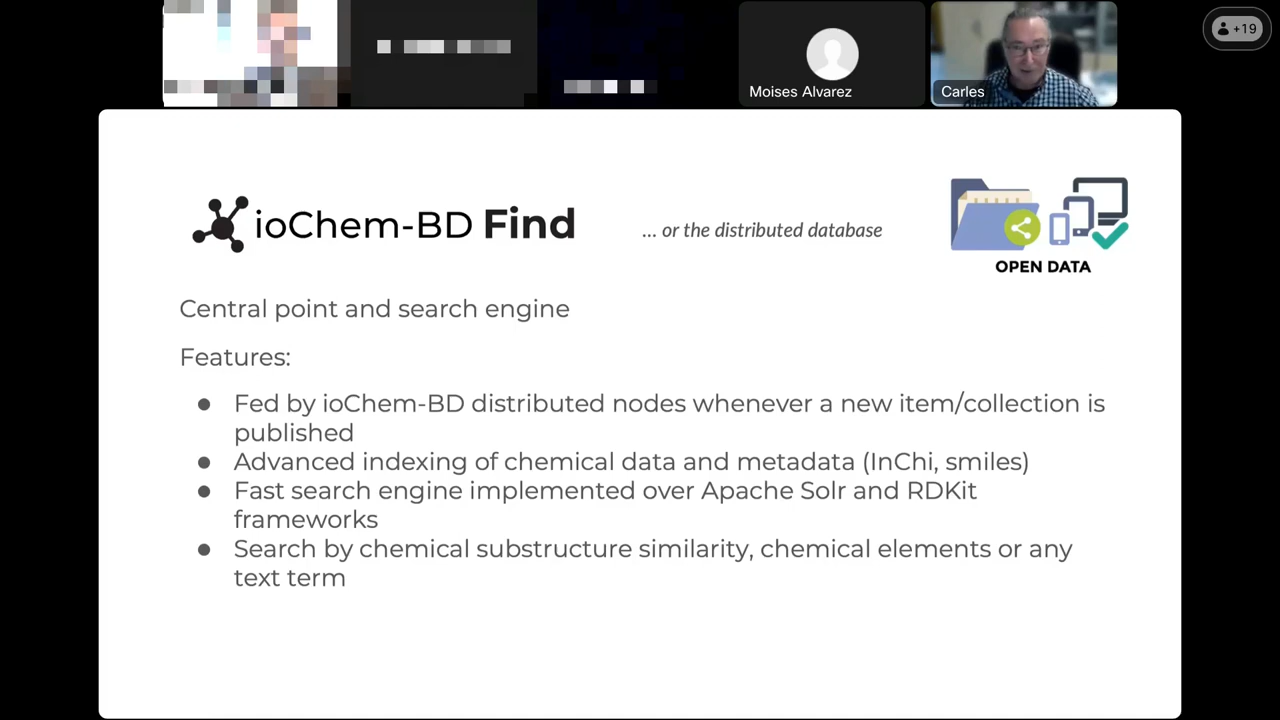 Moises Alvarez
Carles
+19
ioChem-BD Find
... or the distributed database
OPEN DATA
Central point and search engine
Features:
● Fed by ioChem-BD distributed nodes whenever a new item/collection is
published
● Advanced indexing of chemical data and metadata (InChi, smiles)
● Fast search engine implemented over Apache Solr and RDKit
frameworks
● Search by chemical substructure similarity, chemical elements or any
text term